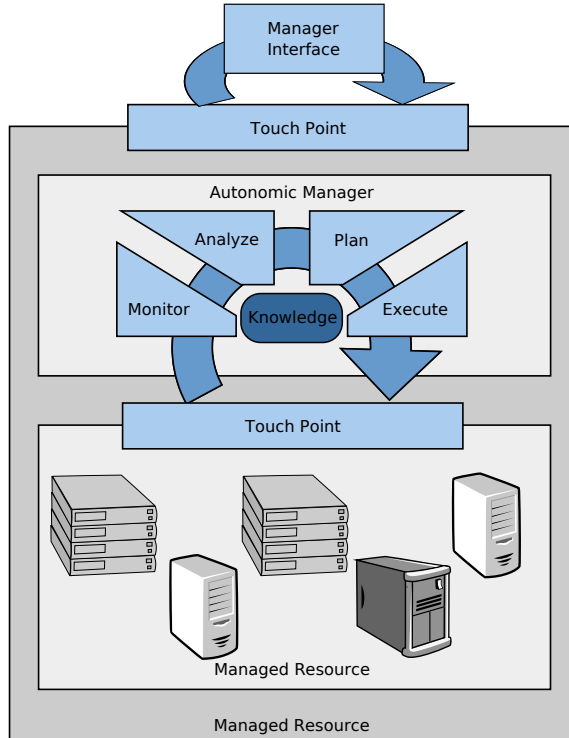 Manager
Interface
Touch Point
Autonomic Manager
Analyze
Plan
Monitor
Knowledge
Execute
Touch Point
Managed Resource
Managed Resource